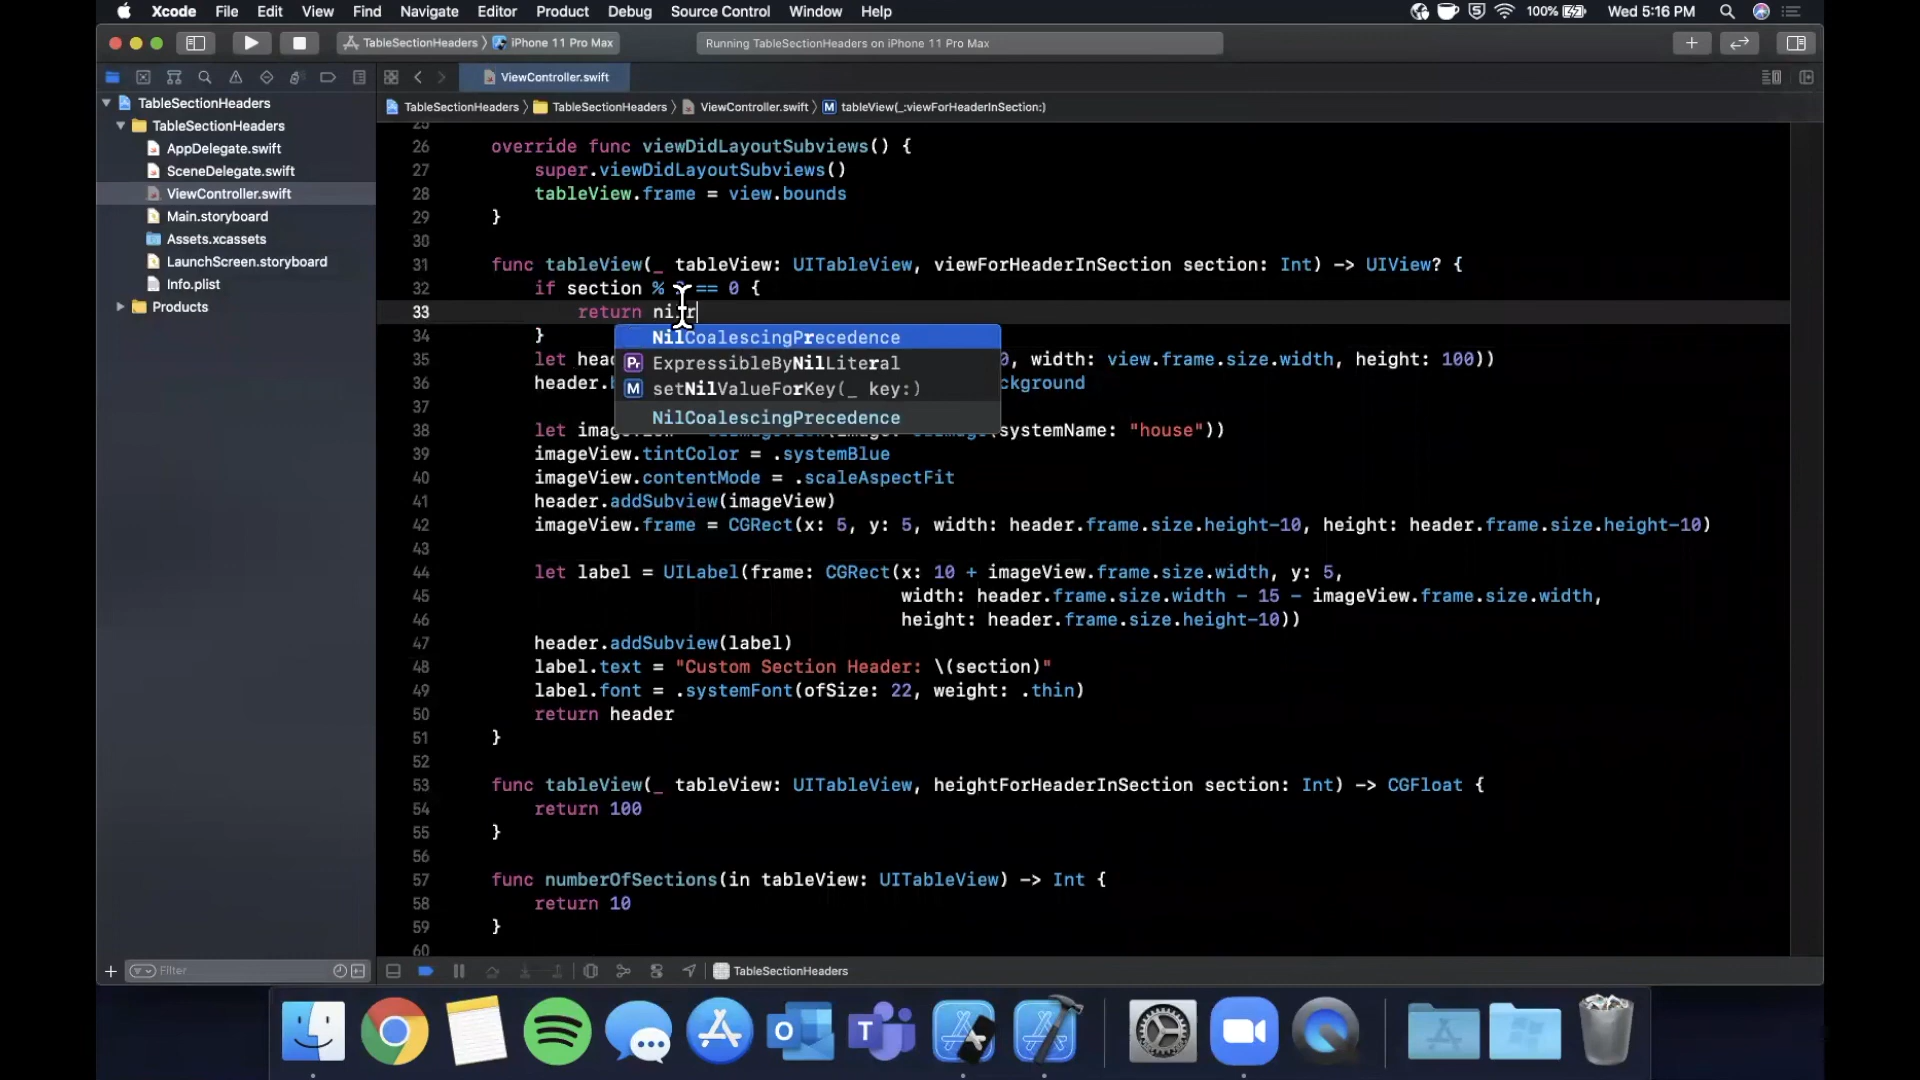 Xcode File Edit View Find Navigate Editor Product Debug Source Control Window Help
100% Wed 5:16 PM
TableSectionHeaders iPhone 11 Pro Max
Running TableSectionHeaders on iPhone 11 Pro Max
ViewController.swift
TableSectionHeaders TableSectionHeaders ViewController.swift M tableView(_:viewForHeaderInSection:)
TableSectionHeaders
TableSectionHeaders
AppDelegate.swift
SceneDelegate.swift
ViewController.swift
Main.storyboard
Assets.xcassets
LaunchScreen.storyboard
Info.plist
Products
25
26 override func viewDidLayoutSubviews() {
27 super.viewDidLayoutSubviews()
28 tableView.frame = view.bounds
29 }
30
31 func tableView(_ tableView: UITableView, viewForHeaderInSection section: Int) -> UIView? {
32 if section % == 0 {
33 return
34 }
NilCoalescingPrecedence
Pr ExpressibleByNilLiteral
M setNilValueForKey(_ key:)
NilCoalescingPrecedence
35 let head 0, width: view.frame.size.width, height: 100))
36 header. ckground
37
38 let systemName: "house"))
39 imageView.tintColor = .systemBlue
40 imageView.contentMode = .scaleAspectFit
41 header.addSubview(imageView)
42 imageView.frame = CGRect(x: 5, y: 5, width: header.frame.size.height-10, height: header.frame.size.height-10)
43
44 let label = UILabel(frame: CGRect(x: 10 + imageView.frame.size.width, y: 5,
45 width: header.frame.size.width - 15 - imageView.frame.size.width,
46 height: header.frame.size.height-10))
47 header.addSubview(label)
48 label.text = "Custom Section Header: \(section)"
49 label.font = .systemFont(ofSize: 22, weight: .thin)
50 return header
51 }
52
53 func tableView(_ tableView: UITableView, heightForHeaderInSection section: Int) -> CGFloat {
54 return 100
55 }
56
57 func numberOfSections(in tableView: UITableView) -> Int {
58 return 10
59 }
60
Filter
TableSectionHeaders